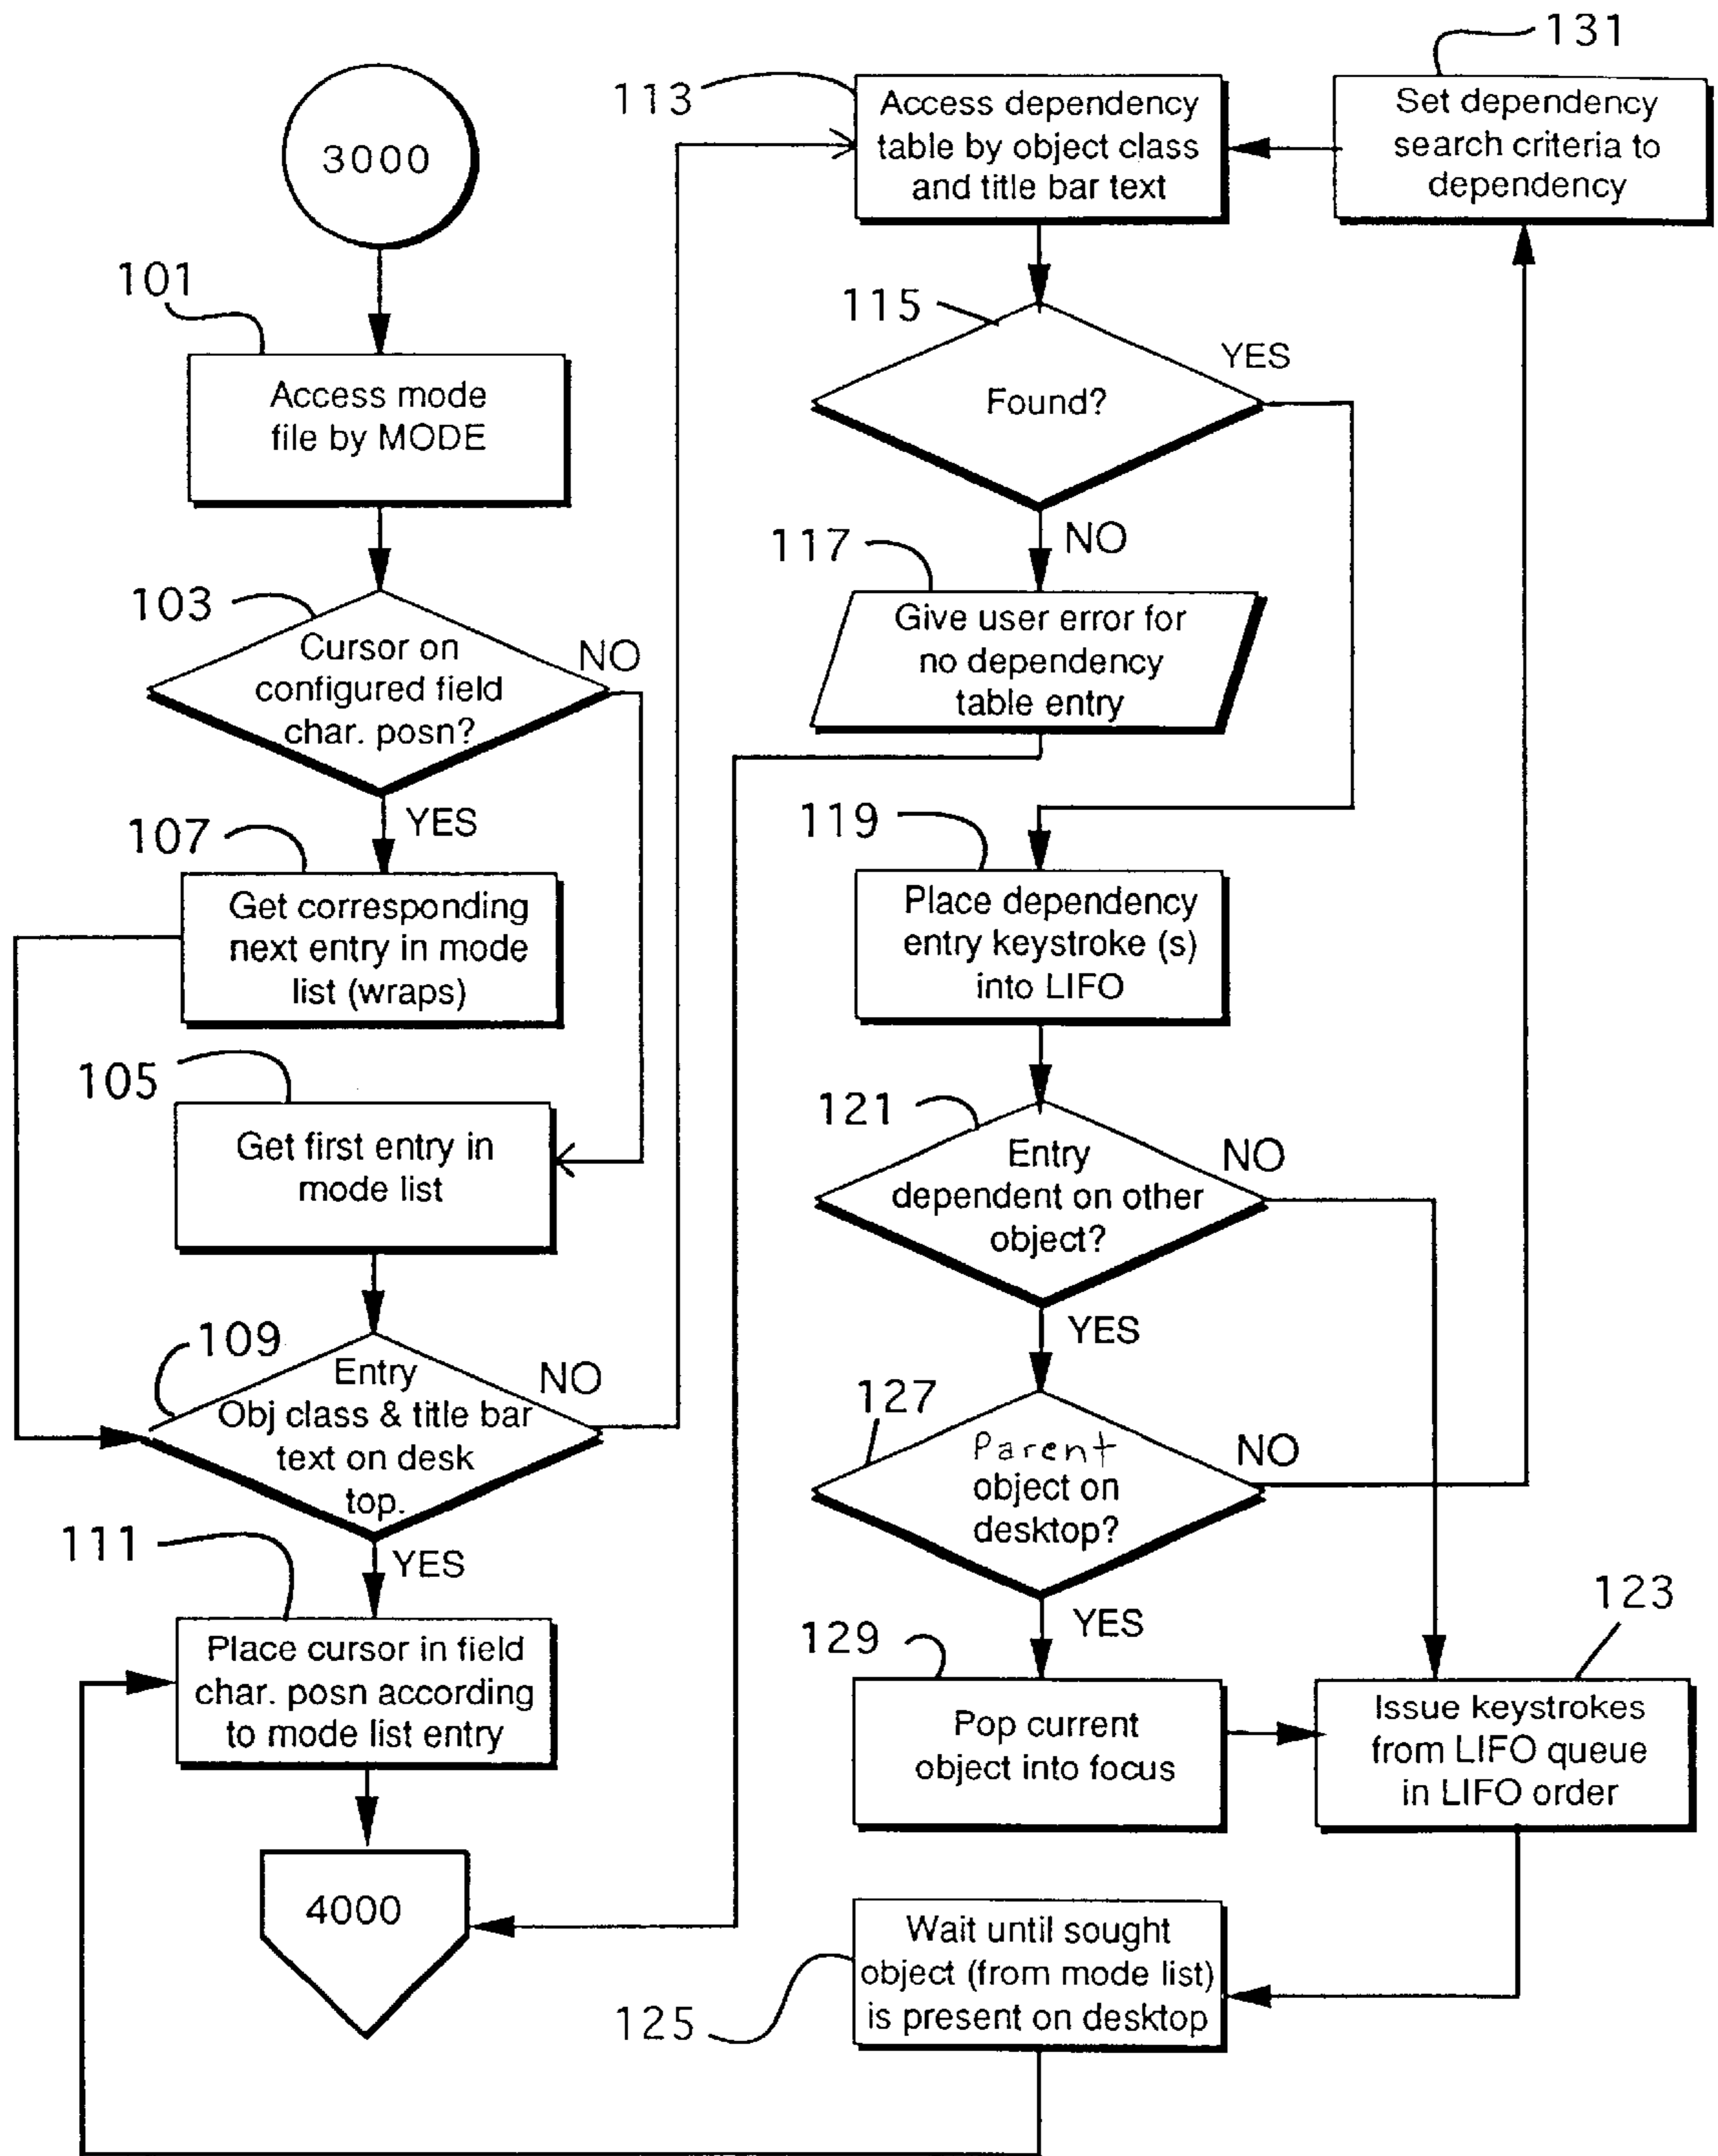 3000
101
Access mode
file by MODE
103
Cursor on
configured field
char. posn?
NO
YES
107
Get corresponding
next entry in mode
list (wraps)
105
Get first entry in
mode list
109
Entry
Obj class & title bar
text on desk
top.
NO
YES
111
Place cursor in field
char. posn according
to mode list entry
4000
113
Access dependency
table by object class
and title bar text
131
Set dependency
search criteria to
dependency
115
Found?
YES
NO
117
Give user error for
no dependency
table entry
119
Place dependency
entry keystroke (s)
into LIFO
121
Entry
dependent on other
object?
NO
YES
127
Parent
object on
desktop?
NO
YES
129
Pop current
object into focus
123
Issue keystrokes
from LIFO queue
in LIFO order
125
Wait until sought
object (from mode list)
is present on desktop